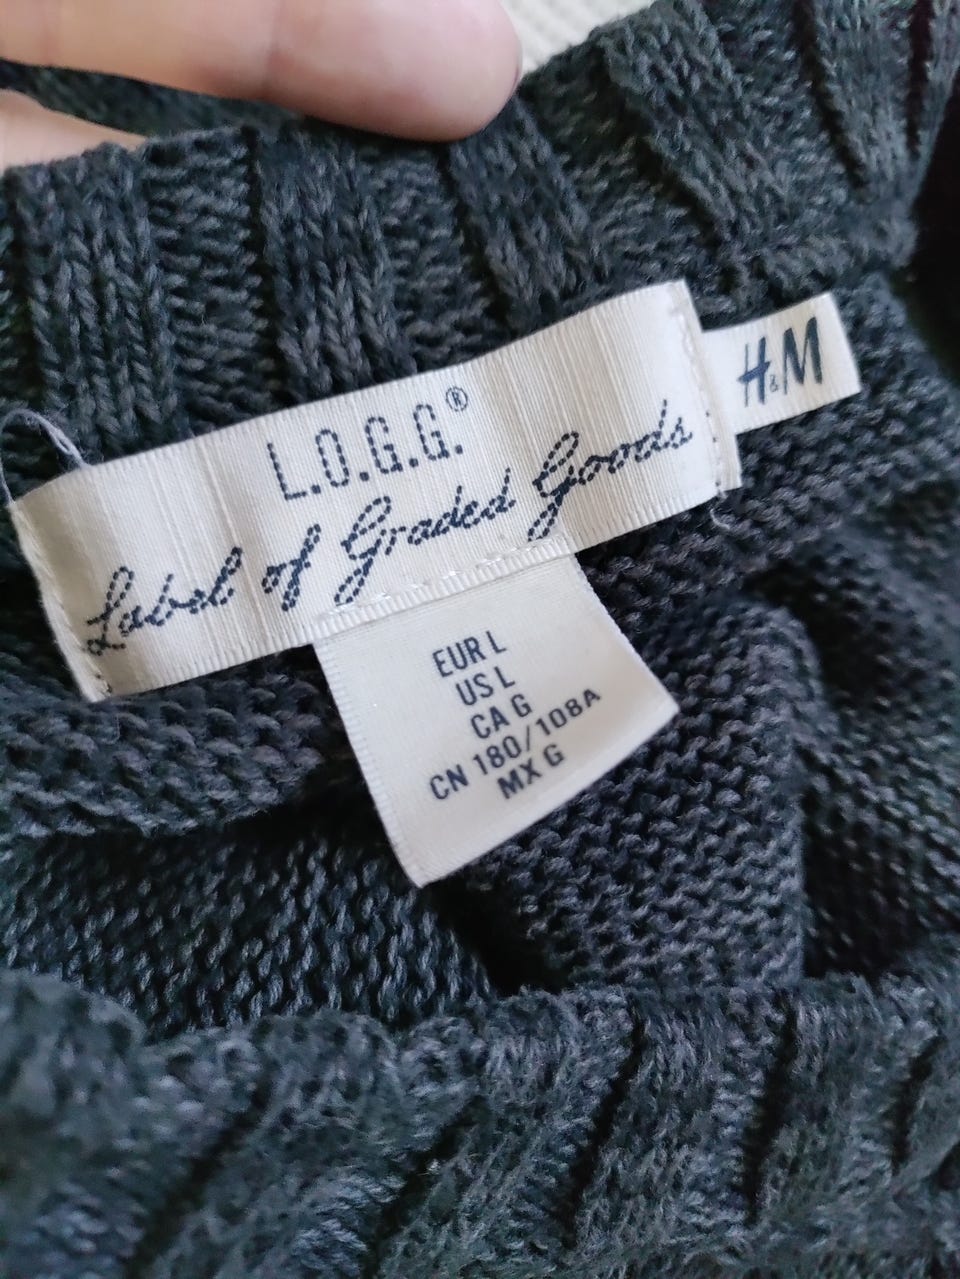 L.O.G.G.®
Label of Graded Goods
H&M
EUR L
US L
CA G
CN 180/108A
MX G